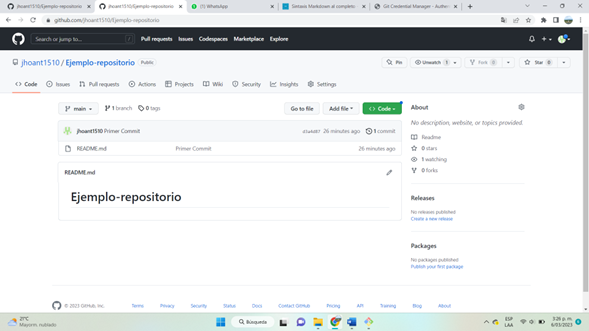 jhoant1510/Ejemplo-repositorio
jhoant1510/Ejemplo-repositorio
(1) WhatsApp
Sintaxis Markdown al completo
Git Credential Manager - Authen
github.com/jhoant1510/Ejemplo-repositorio
Search or jump to...
Pull requests Issues Codespaces Marketplace Explore
jhoant1510 / Ejemplo-repositorio Public
Pin Unwatch 1 Fork 0 Star 0
Code Issues Pull requests Actions Projects Wiki Security Insights Settings
main 1 branch 0 tags Go to file Add file Code
About
No description, website, or topics provided.
jhoant1510 Primer Commit 26 minutes ago 1 commit
README.md Primer Commit 26 minutes ago
Readme
0 stars
1 watching
0 forks
README.md
Ejemplo-repositorio
Releases
No releases published
Create a new release
Packages
No packages published
Publish your first package
© 2023 GitHub, Inc. Terms Privacy Security Status Docs Contact GitHub Pricing API Training Blog About
21°C
Mayorm. nublado
Búsqueda
ESP
LAA
3:26 p. m.
6/03/2023